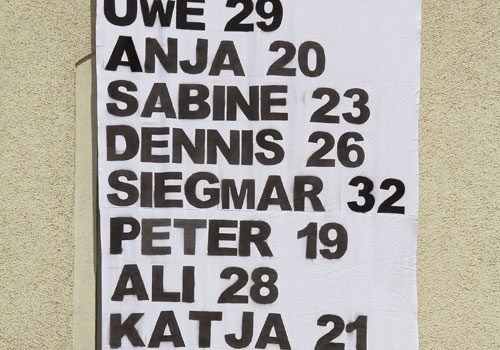 UWE 29
ANJA 20
SABINE 23
DENNIS 26
SIEGMAR 32
PETER 19
ALI 28
KATJA 21